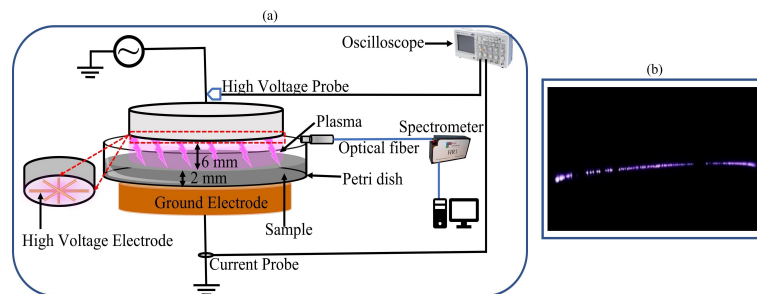 (a)
Oscilloscope
High Voltage Probe
(b)
Plasma
Spectrometer
Optical fiber
6 mm
2 mm
Petri dish
Ground Electrode
Sample
High Voltage Electrode
Current Probe